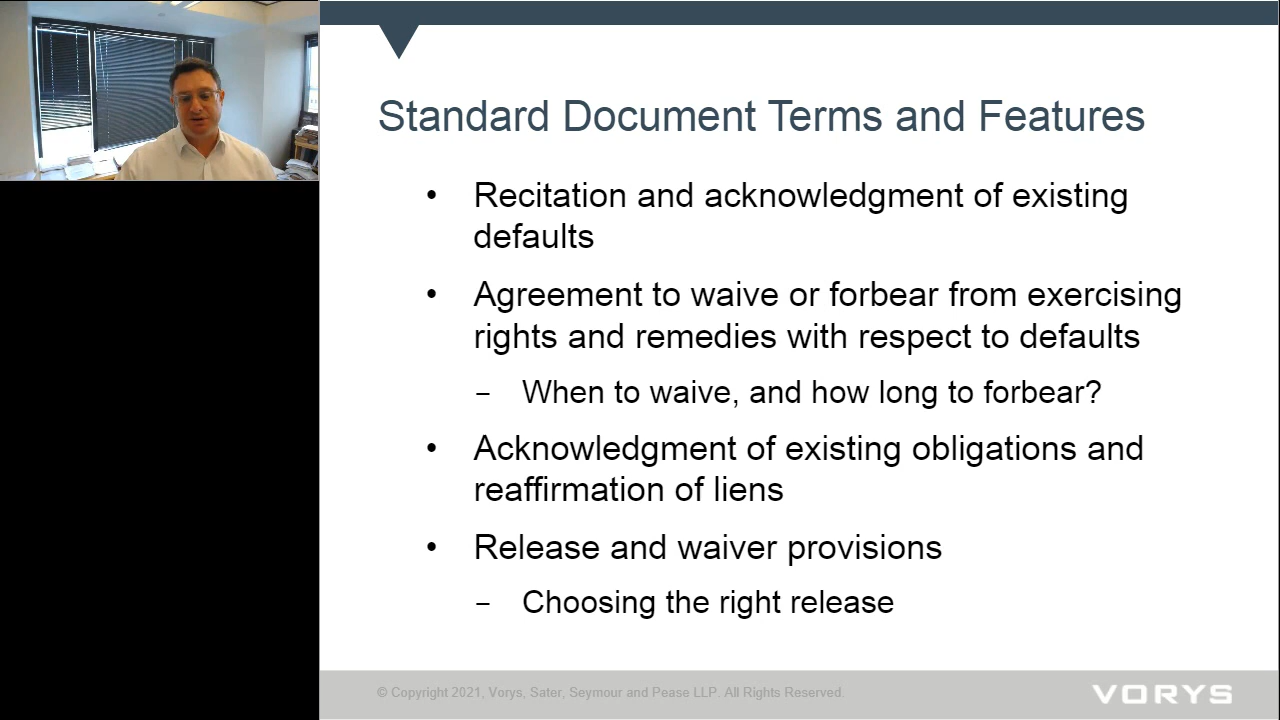 Standard Document Terms and Features
• Recitation and acknowledgment of existing
defaults
• Agreement to waive or forbear from exercising
rights and remedies with respect to defaults
– When to waive, and how long to forbear?
• Acknowledgment of existing obligations and
reaffirmation of liens
• Release and waiver provisions
– Choosing the right release
© Copyright 2021, Vorys, Sater, Seymour and Pease LLP. All Rights Reserved.
VORYS